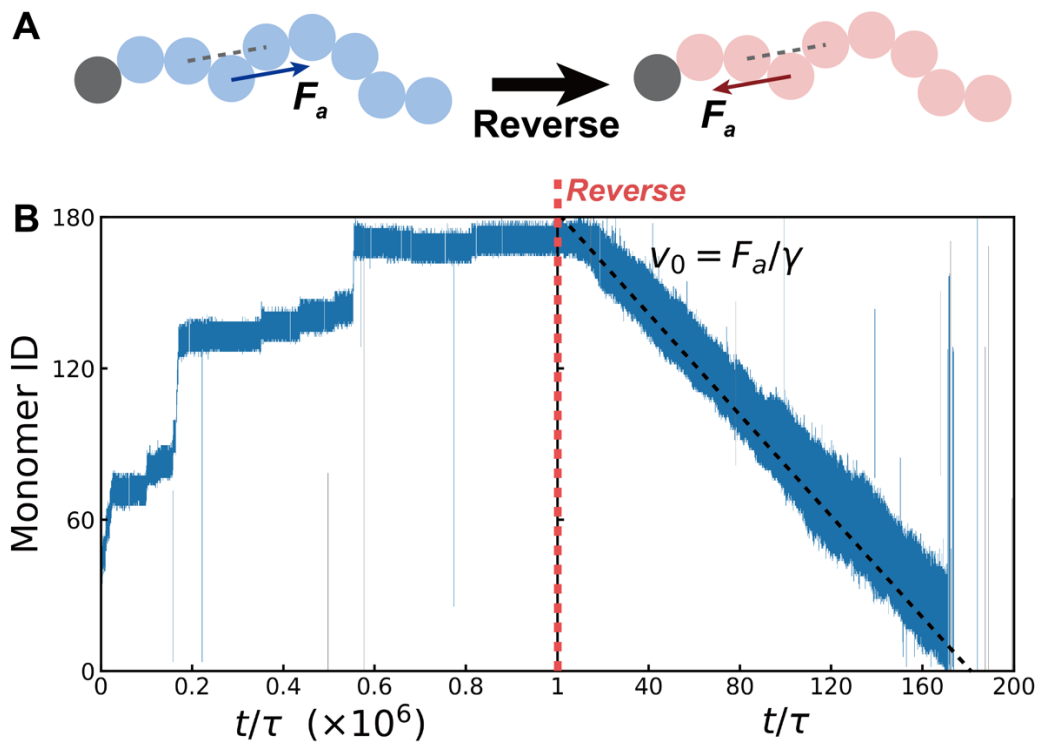 A
F_a
Reverse
F_a
B
Reverse
v_0 = F_a/γ
Monomer ID
180
120
60
0
0 0.2 0.4 0.6 0.8 1 40 80 120 160 200
t/τ (×10^6)
t/τ